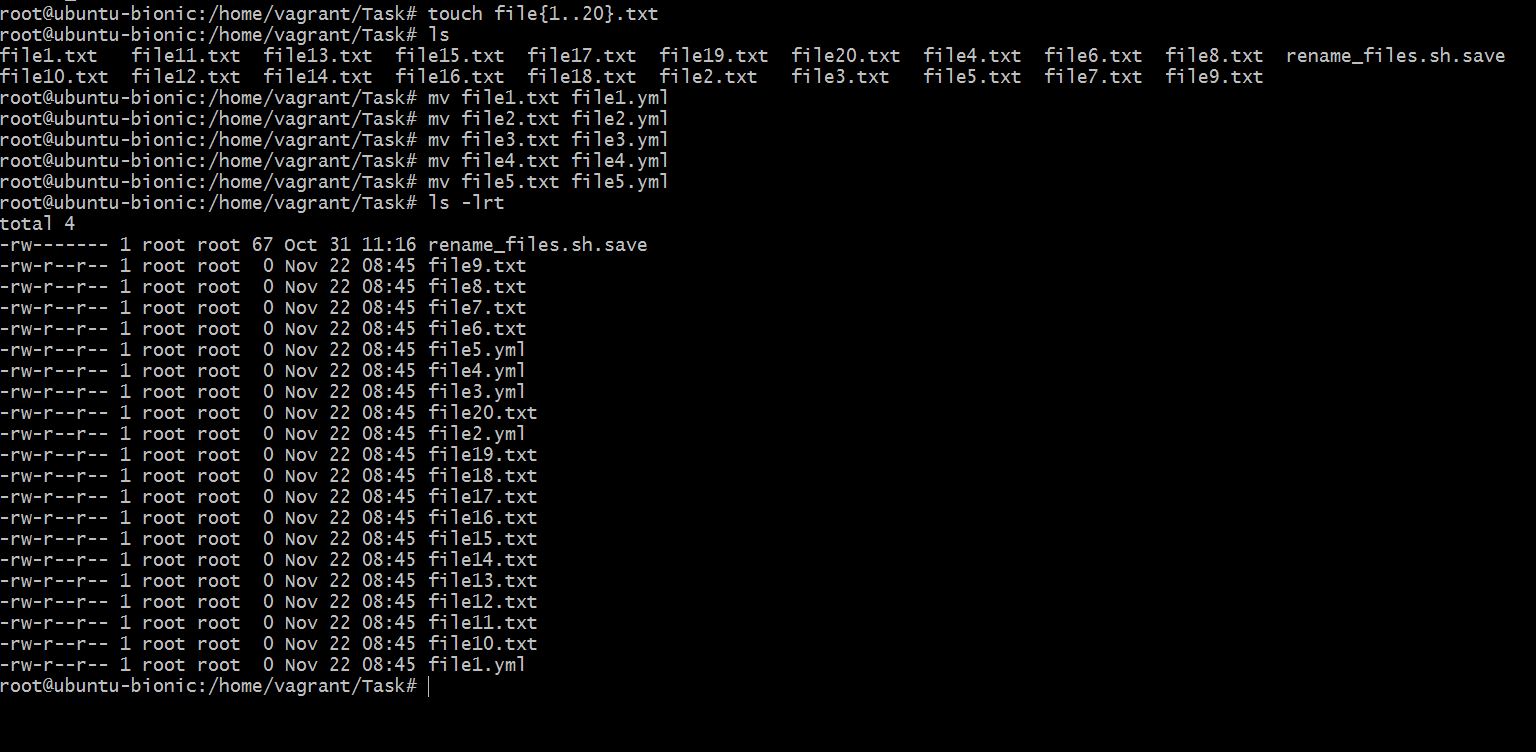 root@ubuntu-bionic:/home/vagrant/Task# touch file{1..20}.txt
root@ubuntu-bionic:/home/vagrant/Task# ls
file1.txt   file11.txt  file13.txt  file15.txt  file17.txt  file19.txt  file20.txt  file4.txt  file6.txt  file8.txt  rename_files.sh.save
file10.txt  file12.txt  file14.txt  file16.txt  file18.txt  file2.txt   file3.txt   file5.txt  file7.txt  file9.txt
root@ubuntu-bionic:/home/vagrant/Task# mv file1.txt file1.yml
root@ubuntu-bionic:/home/vagrant/Task# mv file2.txt file2.yml
root@ubuntu-bionic:/home/vagrant/Task# mv file3.txt file3.yml
root@ubuntu-bionic:/home/vagrant/Task# mv file4.txt file4.yml
root@ubuntu-bionic:/home/vagrant/Task# mv file5.txt file5.yml
root@ubuntu-bionic:/home/vagrant/Task# ls -lrt
total 4
-rw------- 1 root root 67 Oct 31 11:16 rename_files.sh.save
-rw-r--r-- 1 root root  0 Nov 22 08:45 file9.txt
-rw-r--r-- 1 root root  0 Nov 22 08:45 file8.txt
-rw-r--r-- 1 root root  0 Nov 22 08:45 file7.txt
-rw-r--r-- 1 root root  0 Nov 22 08:45 file6.txt
-rw-r--r-- 1 root root  0 Nov 22 08:45 file5.yml
-rw-r--r-- 1 root root  0 Nov 22 08:45 file4.yml
-rw-r--r-- 1 root root  0 Nov 22 08:45 file3.yml
-rw-r--r-- 1 root root  0 Nov 22 08:45 file20.txt
-rw-r--r-- 1 root root  0 Nov 22 08:45 file2.yml
-rw-r--r-- 1 root root  0 Nov 22 08:45 file19.txt
-rw-r--r-- 1 root root  0 Nov 22 08:45 file18.txt
-rw-r--r-- 1 root root  0 Nov 22 08:45 file17.txt
-rw-r--r-- 1 root root  0 Nov 22 08:45 file16.txt
-rw-r--r-- 1 root root  0 Nov 22 08:45 file15.txt
-rw-r--r-- 1 root root  0 Nov 22 08:45 file14.txt
-rw-r--r-- 1 root root  0 Nov 22 08:45 file13.txt
-rw-r--r-- 1 root root  0 Nov 22 08:45 file12.txt
-rw-r--r-- 1 root root  0 Nov 22 08:45 file11.txt
-rw-r--r-- 1 root root  0 Nov 22 08:45 file10.txt
-rw-r--r-- 1 root root  0 Nov 22 08:45 file1.yml
root@ubuntu-bionic:/home/vagrant/Task#